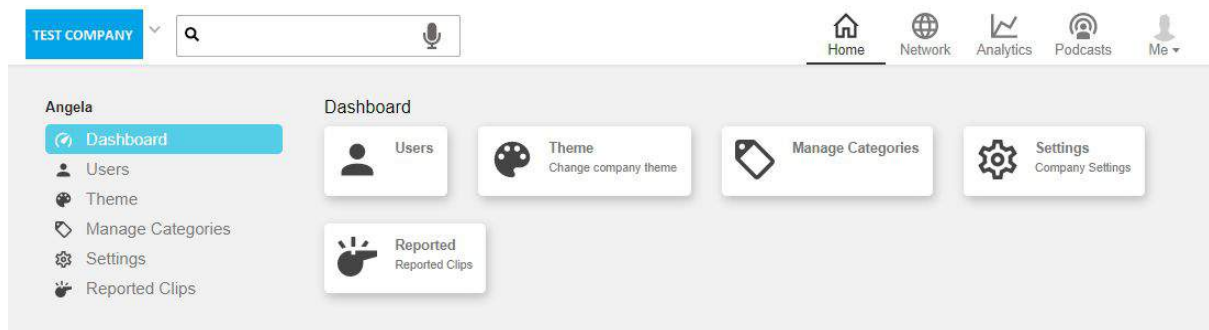 TEST COMPANY
Home
Network
Analytics
Podcasts
Me
Angela
Dashboard
Users
Theme
Manage Categories
Settings
Reported Clips
Dashboard
Users
Theme
Change company theme
Manage Categories
Settings
Company Settings
Reported
Reported Clips